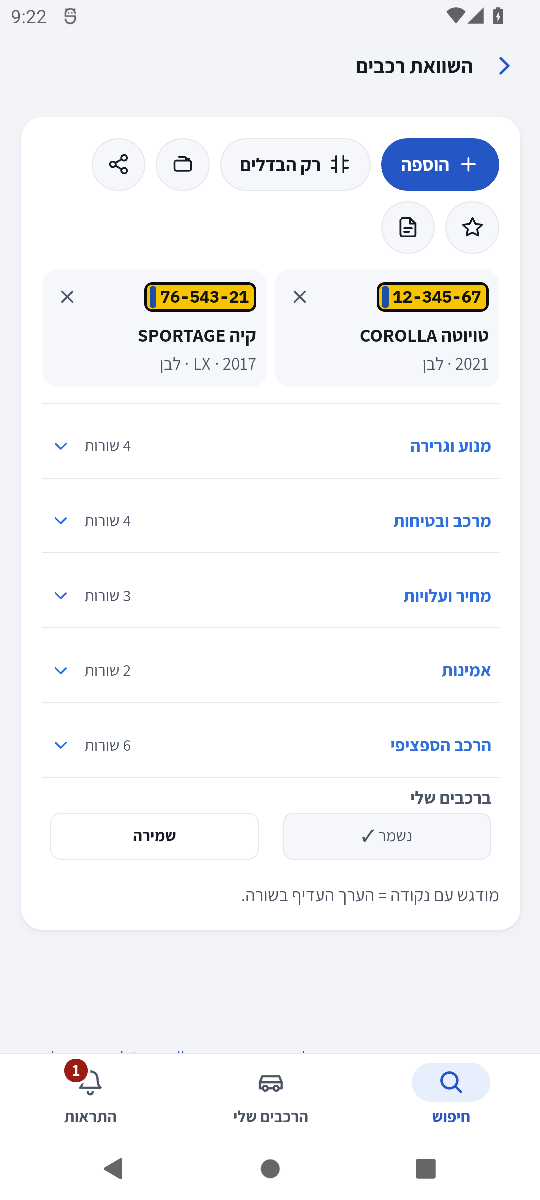 9:22
השוואת רכבים
הוספה
רק הבדלים
12-345-67
76-543-21
טויוטה COROLLA
קיה SPORTAGE
2021 · לבן
2017 · LX · לבן
מנוע וגרירה
4 שורות
מרכב ובטיחות
4 שורות
מחיר ועלויות
3 שורות
אמינות
2 שורות
הרכב הספציפי
6 שורות
ברכבים שלי
נשמר ✓
שמירה
מודגש עם נקודה = הערך העדיף בשורה.
1
חיפוש
הרכבים שלי
התראות